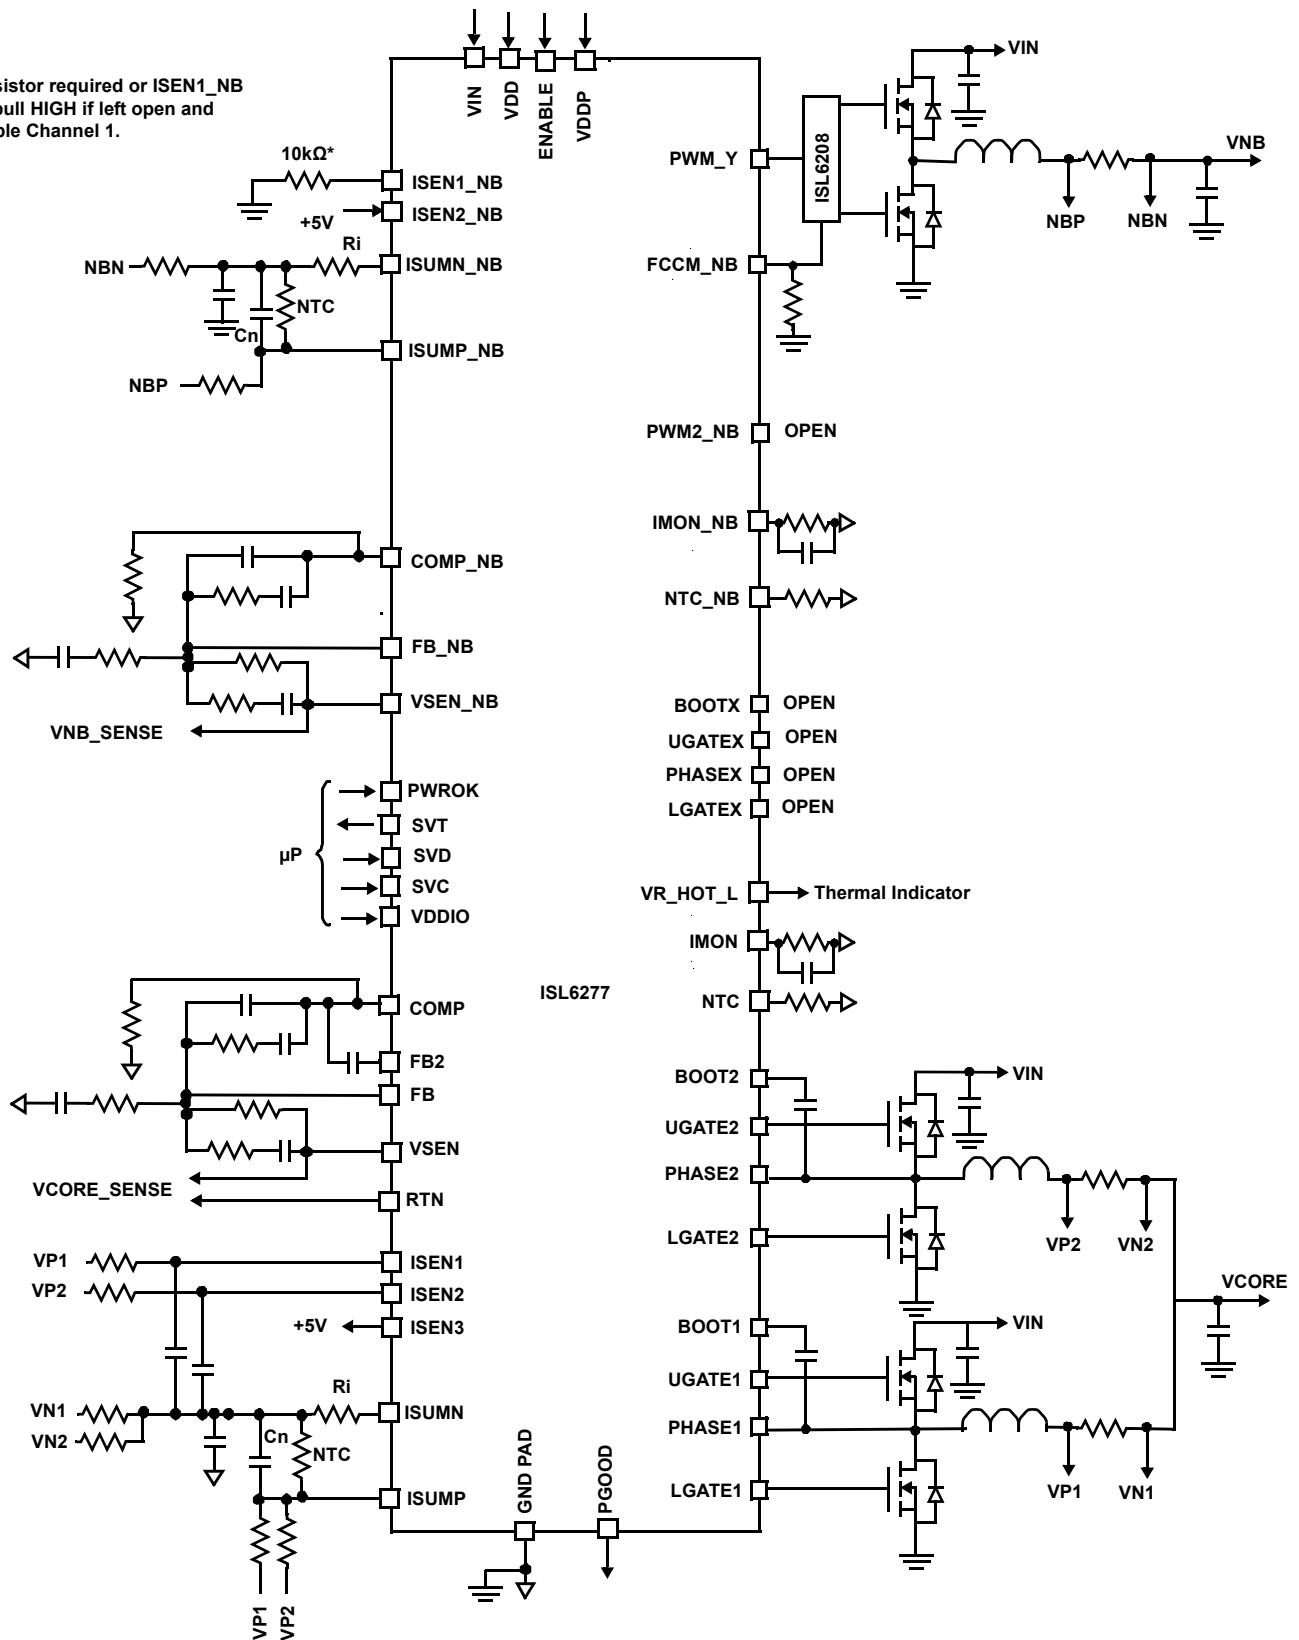 sistor required or ISEN1_NB
pull HIGH if left open and
ble Channel 1.
VIN
VDD
ENABLE
VDDP
10kΩ*
ISEN1_NB
+5V
ISEN2_NB
Ri
NBN
ISUMN_NB
NTC
Cn
ISUMP_NB
NBP
PWM_Y
ISL6208
VIN
VNB
NBP
NBN
FCCM_NB
PWM2_NB
OPEN
IMON_NB
NTC_NB
COMP_NB
FB_NB
VSEN_NB
VNB_SENSE
BOOTX
OPEN
UGATEX
OPEN
PHASEX
OPEN
LGATEX
OPEN
µP
PWROK
SVT
SVD
SVC
VDDIO
VR_HOT_L
Thermal Indicator
IMON
NTC
ISL6277
COMP
FB2
FB
VSEN
VCORE_SENSE
RTN
VP1
ISEN1
VP2
ISEN2
+5V
ISEN3
Ri
VN1
VN2
ISUMN
Cn
NTC
ISUMP
VP1
VP2
GND PAD
PGOOD
BOOT2
VIN
UGATE2
PHASE2
LGATE2
VP2
VN2
VCORE
BOOT1
VIN
UGATE1
PHASE1
LGATE1
VP1
VN1